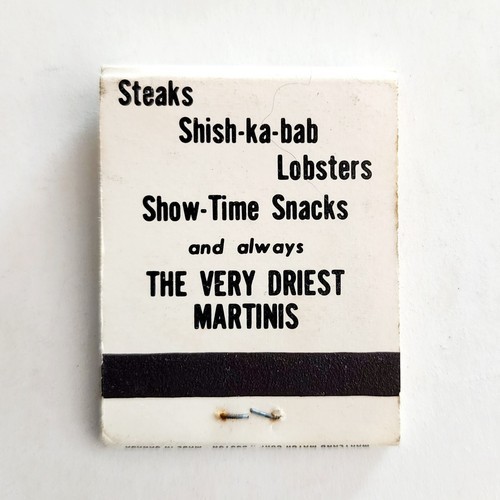 Steaks
Shish-ka-bab
Lobsters
Show-Time Snacks
and always
THE VERY DRIEST
MARTINIS